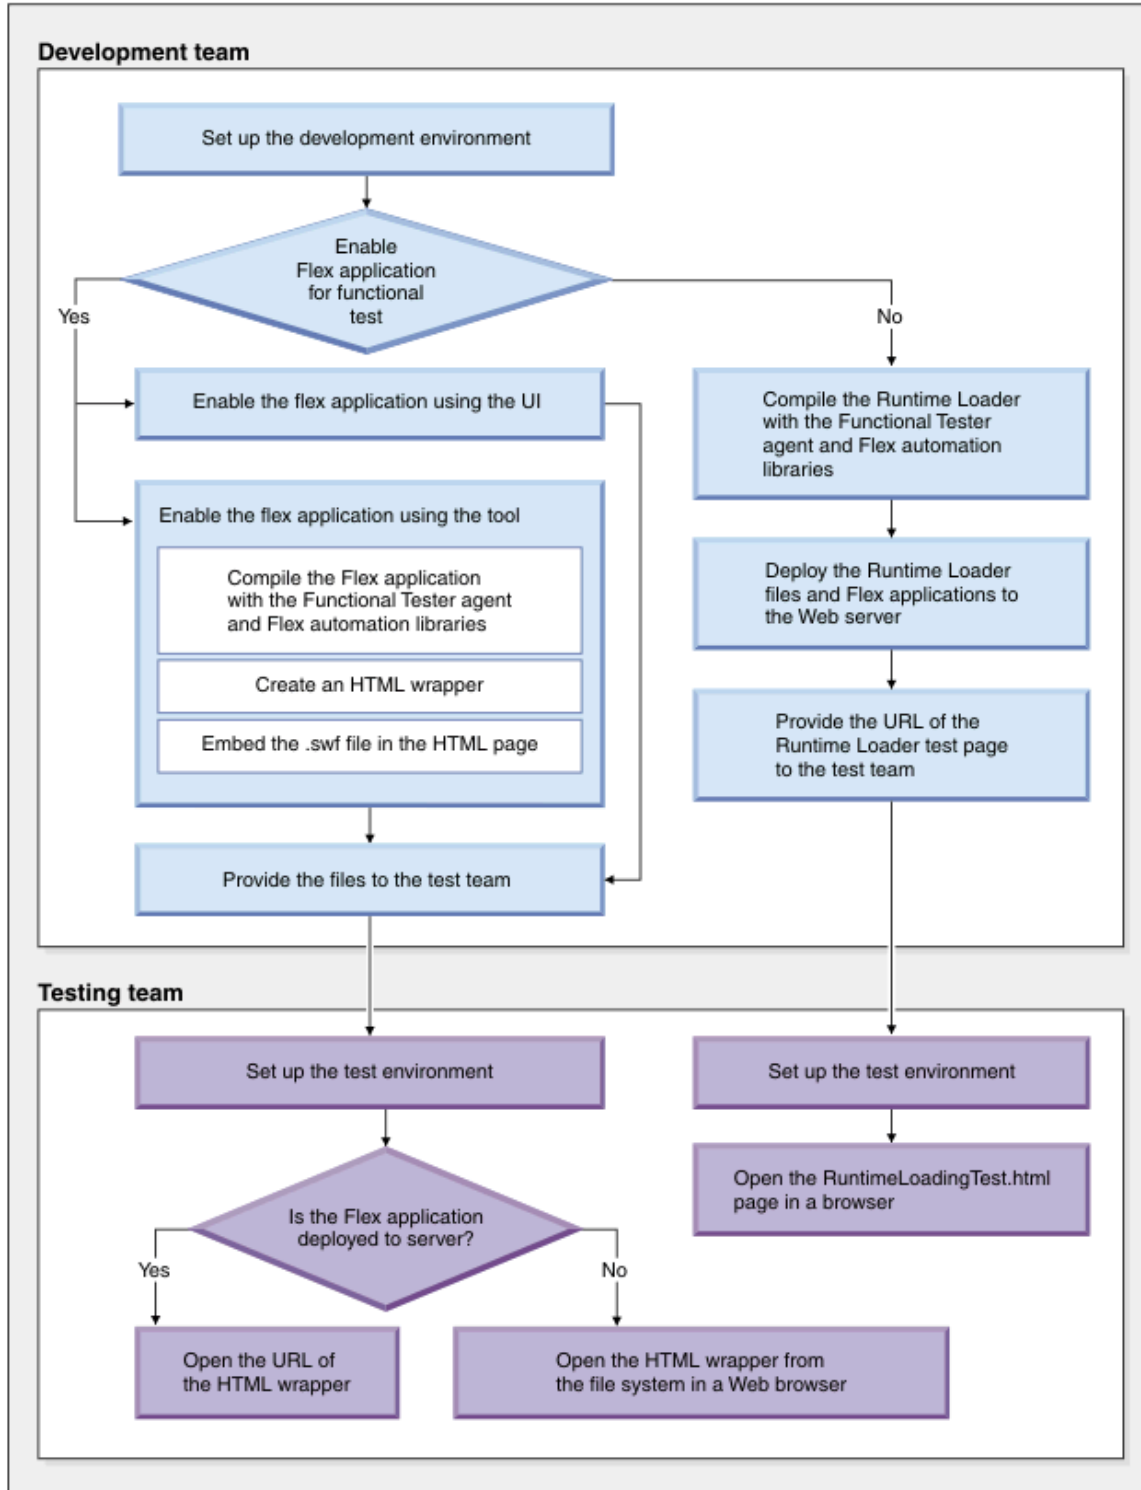 Development team
Set up the development environment
Enable
Flex application
for functional
test
Yes
No
Enable the flex application using the UI
Enable the flex application using the tool
Compile the Flex application
with the Functional Tester agent
and Flex automation libraries
Create an HTML wrapper
Embed the .swf file in the HTML page
Provide the files to the test team
Compile the Runtime Loader
with the Functional Tester
agent and Flex automation
libraries
Deploy the Runtime Loader
files and Flex applications to
the Web server
Provide the URL of the
Runtime Loader test page
to the test team
Testing team
Set up the test environment
Is the Flex application
deployed to server?
Yes
No
Open the URL of
the HTML wrapper
Open the HTML wrapper from
the file system in a Web browser
Set up the test environment
Open the RuntimeLoadingTest.html
page in a browser